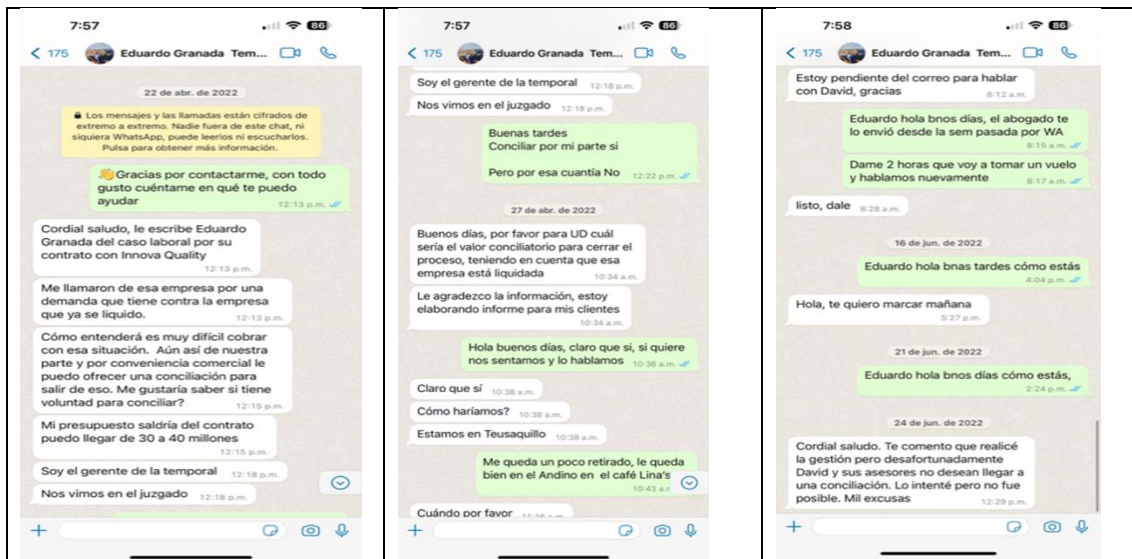 7:57
86
175
Eduardo Granada Tem...
22 de abr. de 2022
Los mensajes y las llamadas están cifrados de
extremo a extremo. Nadie fuera de este chat, ni
siquiera WhatsApp, puede leerlos ni escucharlos.
Pulsa para obtener más información.
👋Gracias por contactarme, con todo
gusto cuéntame en qué te puedo
ayudar
12:13 p.m.
Cordial saludo, le escribe Eduardo
Granada del caso laboral por su
contrato con Innova Quality
12:13 p.m.
Me llamaron de esa empresa por una
demanda que tiene contra la empresa
que ya se liquido.
12:13 p.m.
Cómo entenderá es muy difícil cobrar
con esa situación. Aún así de nuestra
parte y por conveniencia comercial le
puedo ofrecer una conciliación para
salir de eso. Me gustaría saber si tiene
voluntad para conciliar?
12:15 p.m.
Mi presupuesto saldría del contrato
puedo llegar de 30 a 40 millones
12:15 p.m.
Soy el gerente de la temporal 12:18 p.m.
Nos vimos en el juzgado 12:18 p.m.
7:57
86
175
Eduardo Granada Tem...
Soy el gerente de la temporal 12:18 p.m.
Nos vimos en el juzgado 12:18 p.m.
Buenas tardes
Conciliar por mi parte si
Pero por esa cuantía No 12:22 p.m.
27 de abr. de 2022
Buenos días, por favor para UD cuál
sería el valor conciliatorio para cerrar el
proceso, teniendo en cuenta que esa
empresa está liquidada 10:34 a.m.
Le agradezco la información, estoy
elaborando informe para mis clientes
10:34 a.m.
Hola buenos días, claro que si, si quiere
nos sentamos y lo hablamos 10:36 a.m.
Claro que sí 10:38 a.m.
Cómo haríamos? 10:38 a.m.
Estamos en Teusaquillo 10:38 a.m.
Me queda un poco retirado, le queda
bien en el Andino en el café Lina's
10:43 a.
Cuándo por favor
7:58
86
175
Eduardo Granada Tem...
Estoy pendiente del correo para hablar
con David, gracias 8:12 a.m.
Eduardo hola bnos días, el abogado te
lo envió desde la sem pasada por WA
8:15 a.m.
Dame 2 horas que voy a tomar un vuelo
y hablamos nuevamente 8:17 a.m.
listo, dale 8:28 a.m.
16 de jun. de 2022
Eduardo hola bnas tardes cómo estás
4:04 p.m.
Hola, te quiero marcar mañana
5:27 p.m.
21 de jun. de 2022
Eduardo hola bnos días cómo estás,
2:24 p.m.
24 de jun. de 2022
Cordial saludo. Te comento que realicé
la gestión pero desafortunadamente
David y sus asesores no desean llegar a
una conciliación. Lo intenté pero no fue
posible. Mil excusas 12:29 p.m.